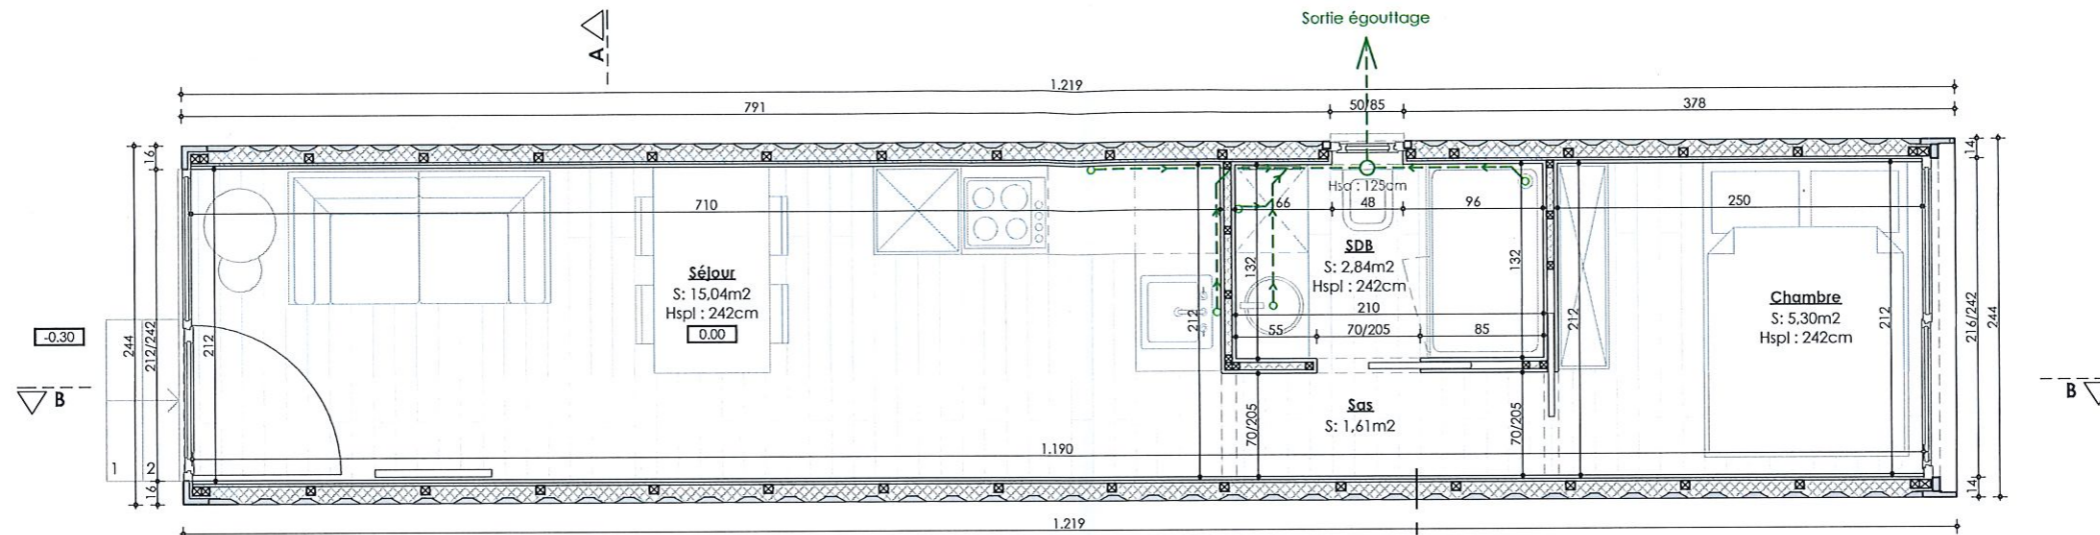 Sortie égouttage
A
1.219
791
50/85
378
16
14
Hsa : 125cm
710
66
48
96
250
Séjour
S: 15,04m2
Hspl : 242cm
0.00
SDB
S: 2,84m2
Hspl : 242cm
132
132
210
Chambre
S: 5,30m2
Hspl : 242cm
-0.30
244
212/242
212
212
55
70/205
85
212
212
216/242
244
B
B
Sas
S: 1,61m2
70/205
70/205
1.190
1
2
16
14
1.219